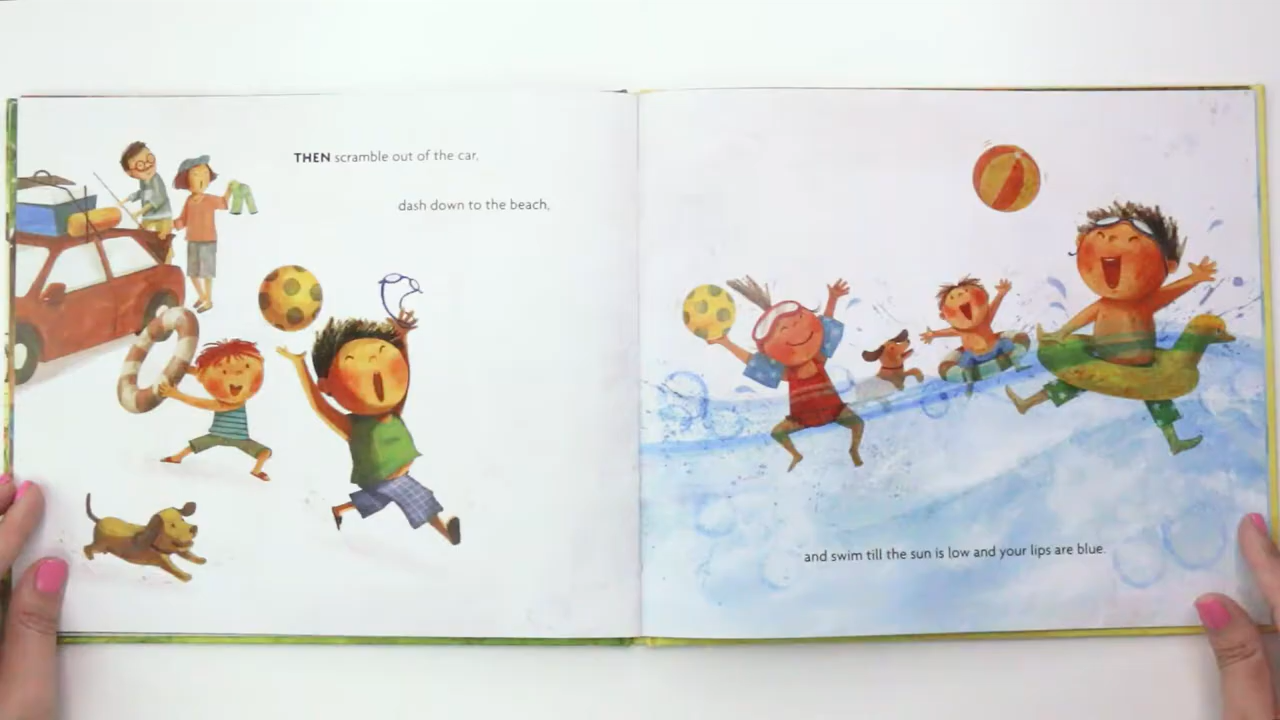 THEN scramble out of the car,
dash down to the beach,
and swim till the sun is low and your lips are blue.